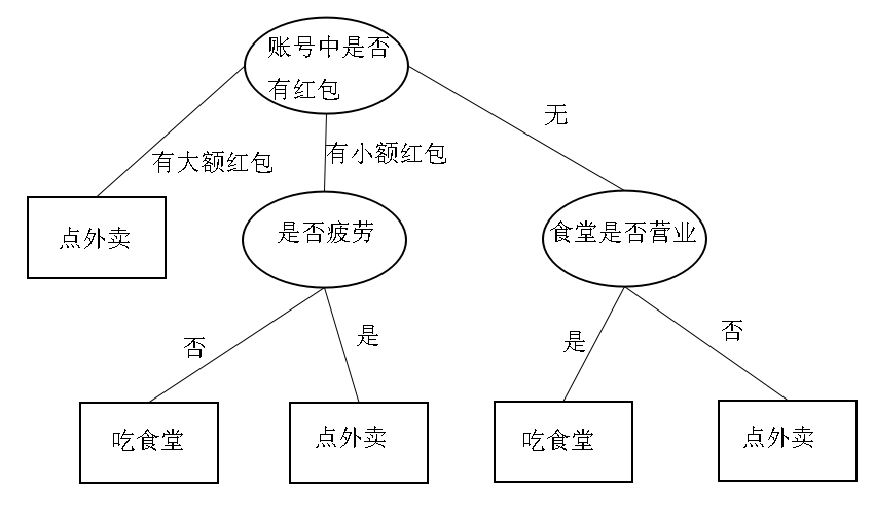 账号中是否
有红包
无
有大额红包
有小额红包
点外卖
是否疲劳
食堂是否营业
否
是
是
否
吃食堂
点外卖
吃食堂
点外卖